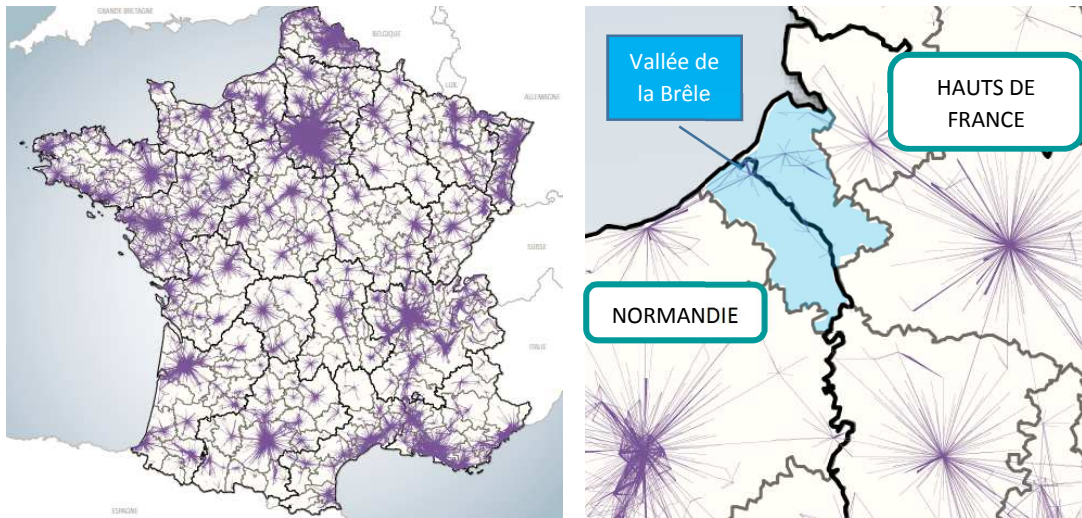 GRANDE BRETAGNE
BELGIQUE
LUX.
ALLEMAGNE
SUISSE
ITALIE
ESPAGNE
Vallée de
la Brêle
HAUTS DE
FRANCE
NORMANDIE